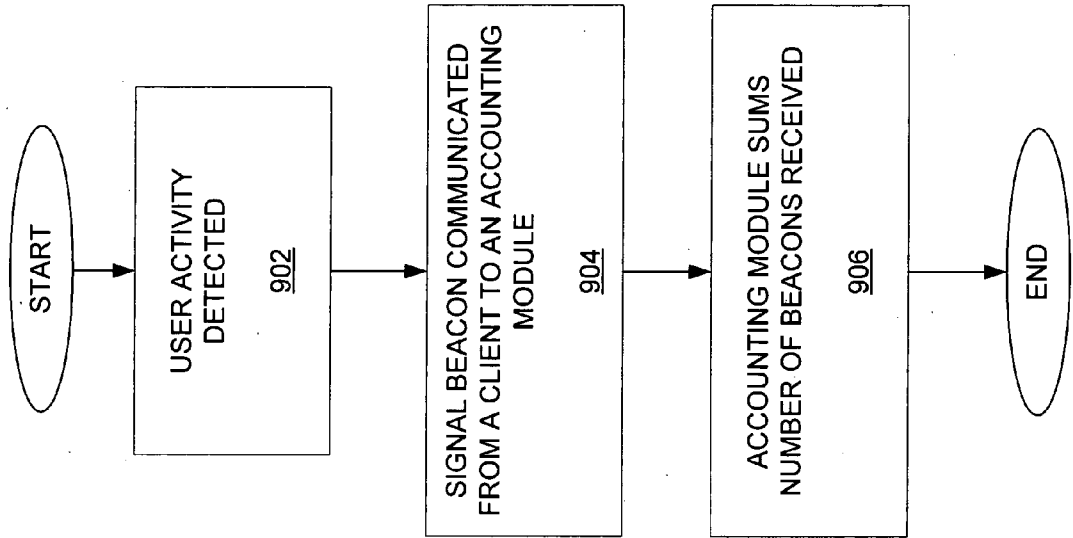 START
USER ACTIVITY
DETECTED
902
SIGNAL BEACON COMMUNICATED
FROM A CLIENT TO AN ACCOUNTING
MODULE
904
ACCOUNTING MODULE SUMS
NUMBER OF BEACONS RECEIVED
906
END